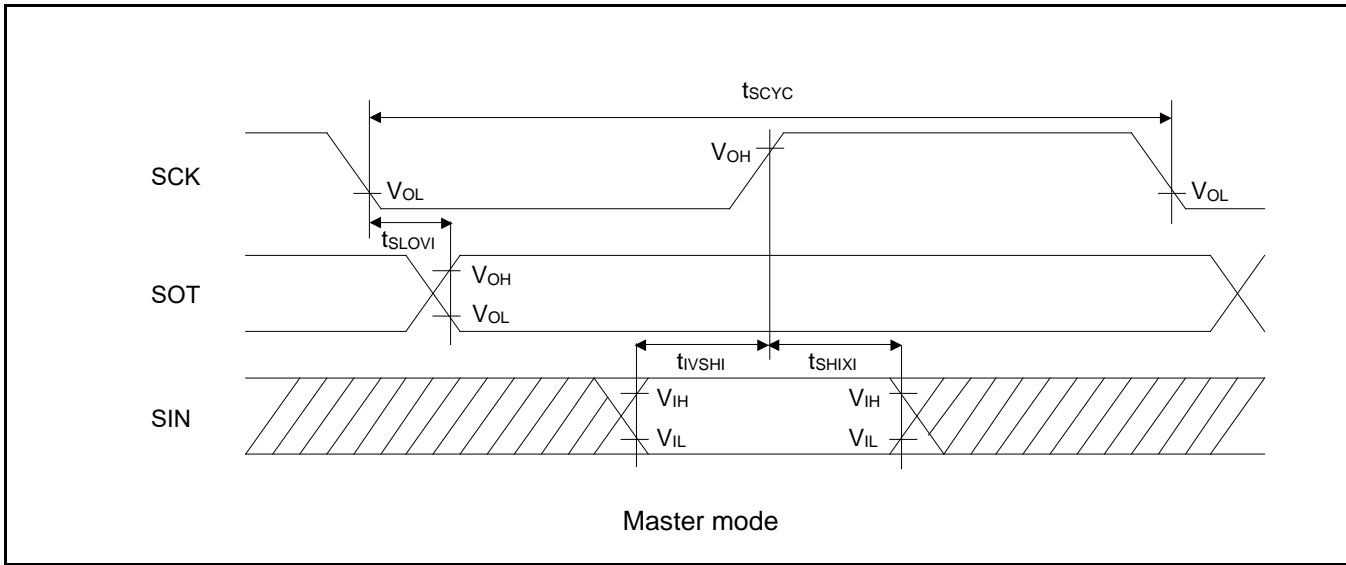 tSCYC
SCK
VOH
VOL
VOL
tSLOVI
SOT
VOH
VOL
tIVSHI
tSHIXI
SIN
VIH
VIH
VIL
VIL
Master mode